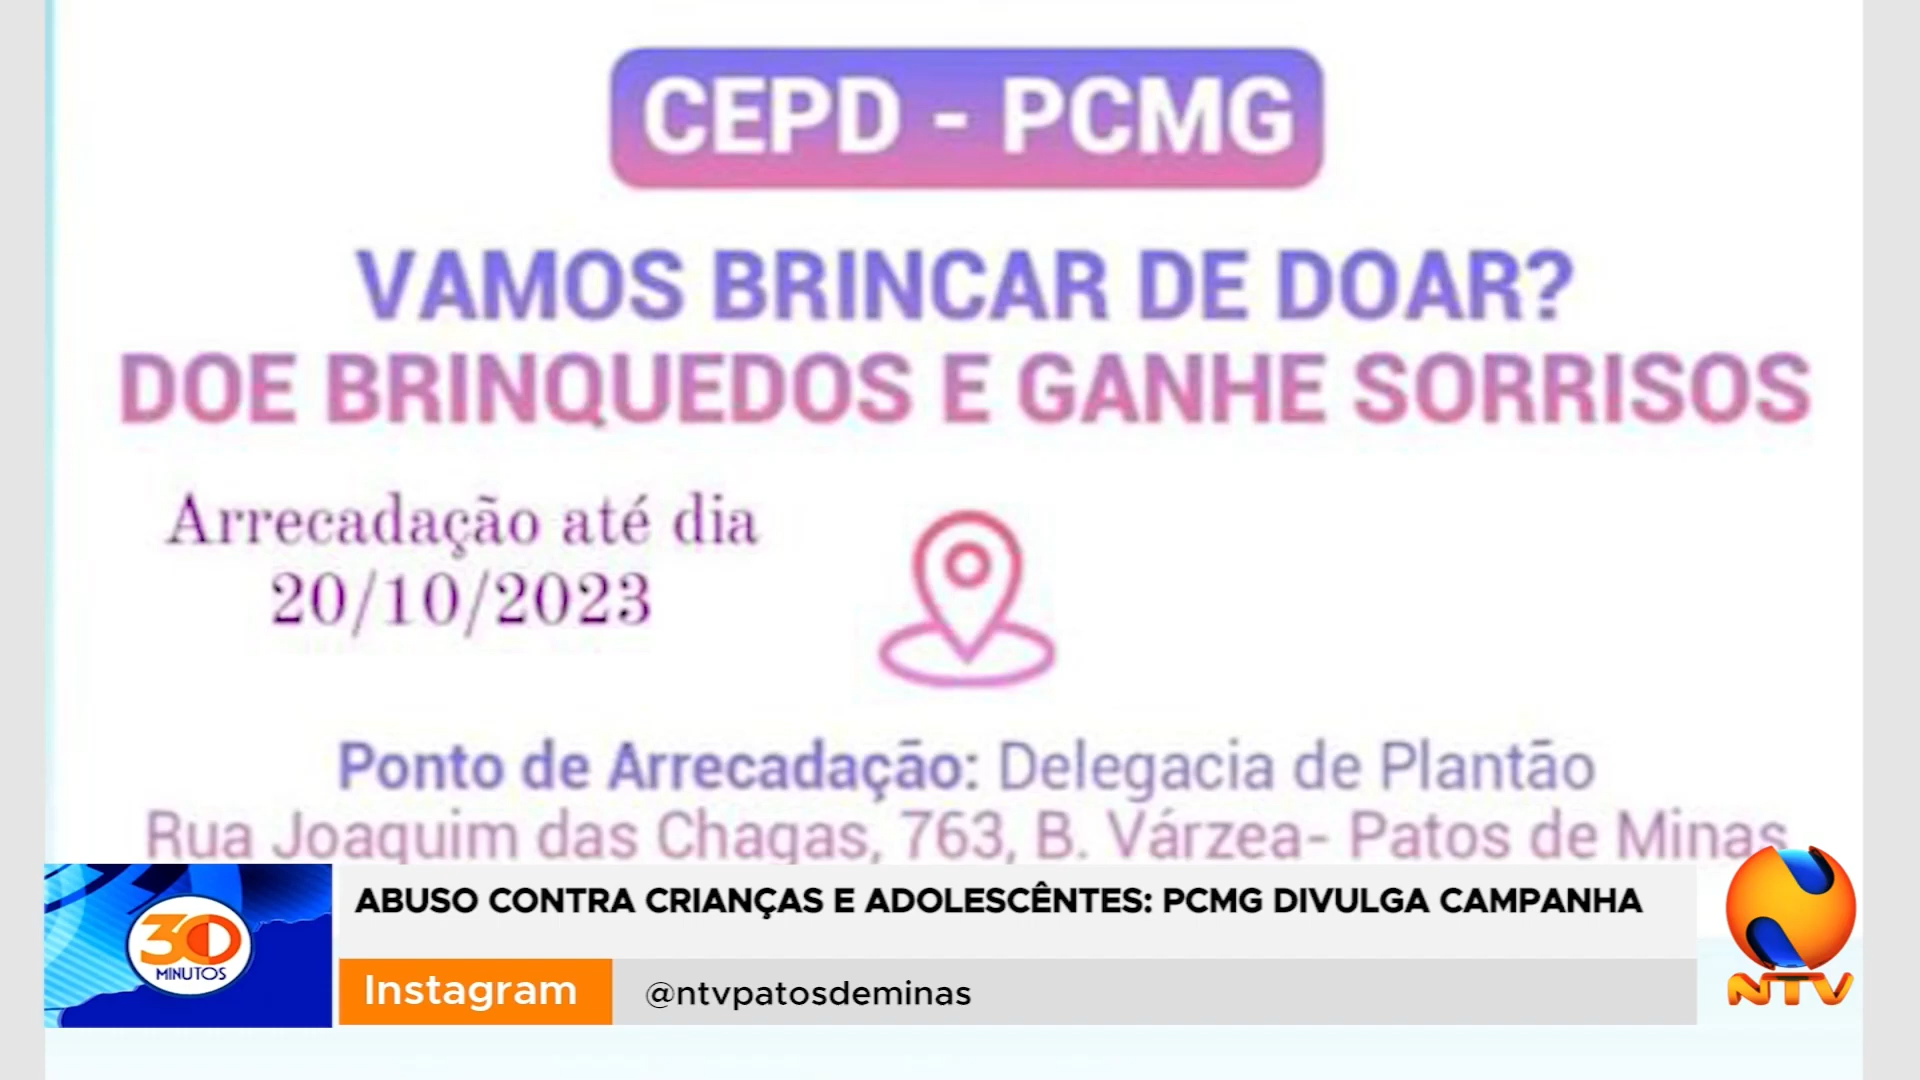 CEPD - PCMG
VAMOS BRINCAR DE DOAR?
DOE BRINQUEDOS E GANHE SORRISOS
Arrecadação até dia
20/10/2023
Ponto de Arrecadação: Delegacia de Plantão
Rua Joaquim das Chagas, 763, B. Várzea- Patos de Minas
30
MINUTOS
ABUSO CONTRA CRIANÇAS E ADOLESCÊNTES: PCMG DIVULGA CAMPANHA
Instagram @ntvpatosdeminas
NTV